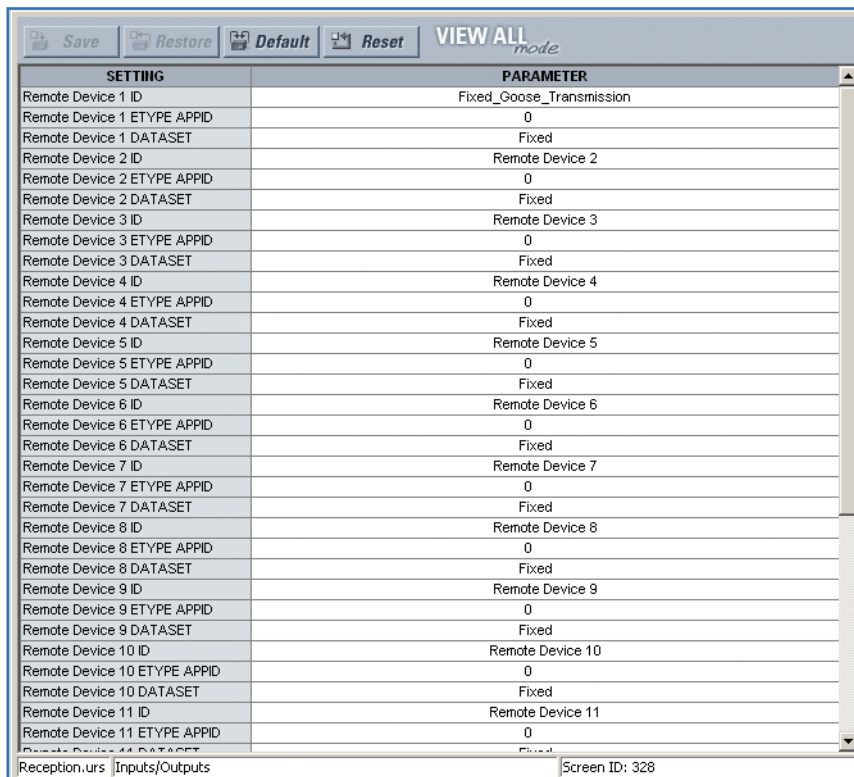 Save Restore Default Reset VIEW ALL mode
SETTING PARAMETER
Remote Device 1 ID Fixed_Goose_Transmission
Remote Device 1 ETYPE APPID 0
Remote Device 1 DATASET Fixed
Remote Device 2 ID Remote Device 2
Remote Device 2 ETYPE APPID 0
Remote Device 2 DATASET Fixed
Remote Device 3 ID Remote Device 3
Remote Device 3 ETYPE APPID 0
Remote Device 3 DATASET Fixed
Remote Device 4 ID Remote Device 4
Remote Device 4 ETYPE APPID 0
Remote Device 4 DATASET Fixed
Remote Device 5 ID Remote Device 5
Remote Device 5 ETYPE APPID 0
Remote Device 5 DATASET Fixed
Remote Device 6 ID Remote Device 6
Remote Device 6 ETYPE APPID 0
Remote Device 6 DATASET Fixed
Remote Device 7 ID Remote Device 7
Remote Device 7 ETYPE APPID 0
Remote Device 7 DATASET Fixed
Remote Device 8 ID Remote Device 8
Remote Device 8 ETYPE APPID 0
Remote Device 8 DATASET Fixed
Remote Device 9 ID Remote Device 9
Remote Device 9 ETYPE APPID 0
Remote Device 9 DATASET Fixed
Remote Device 10 ID Remote Device 10
Remote Device 10 ETYPE APPID 0
Remote Device 10 DATASET Fixed
Remote Device 11 ID Remote Device 11
Remote Device 11 ETYPE APPID 0
Remote Device 11 DATASET Fixed
Reception.urs Inputs/Outputs Screen ID: 328